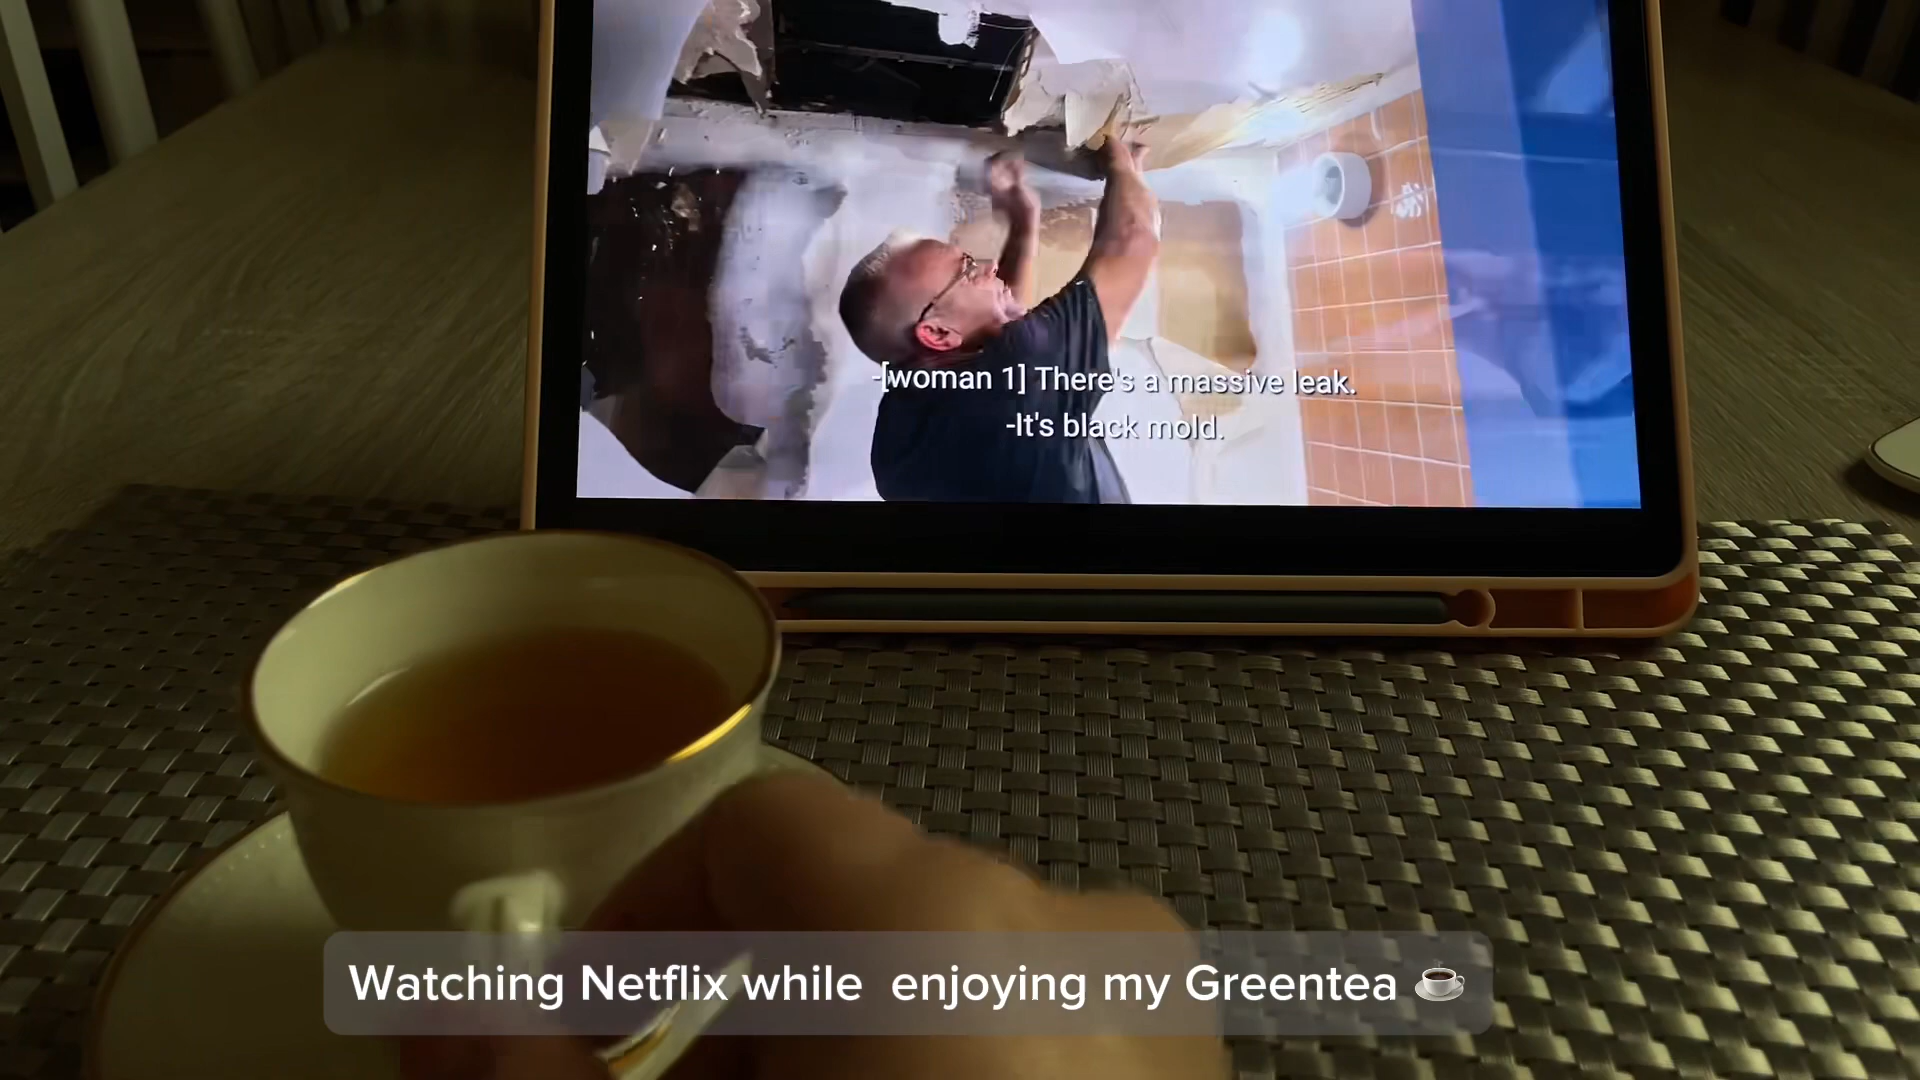 -[woman 1] There's a massive leak.
-It's black mold.
Watching Netflix while  enjoying my Greentea ☕